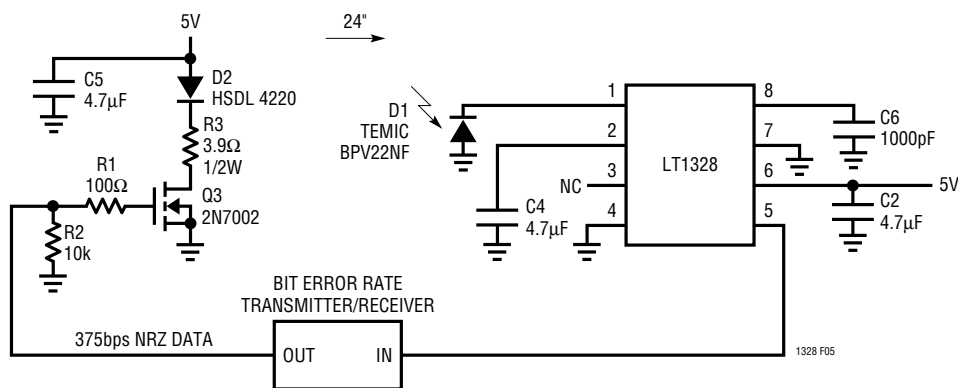 5V
24"
C5
4.7µF
D2
HSDL 4220
R3
3.9Ω
1/2W
R1
100Ω
Q3
2N7002
R2
10k
D1
TEMIC
BPV22NF
1
2
3
4
NC
C4
4.7µF
LT1328
8
7
6
5
C6
1000pF
5V
C2
4.7µF
BIT ERROR RATE
TRANSMITTER/RECEIVER
375bps NRZ DATA
OUT
IN
1328 F05